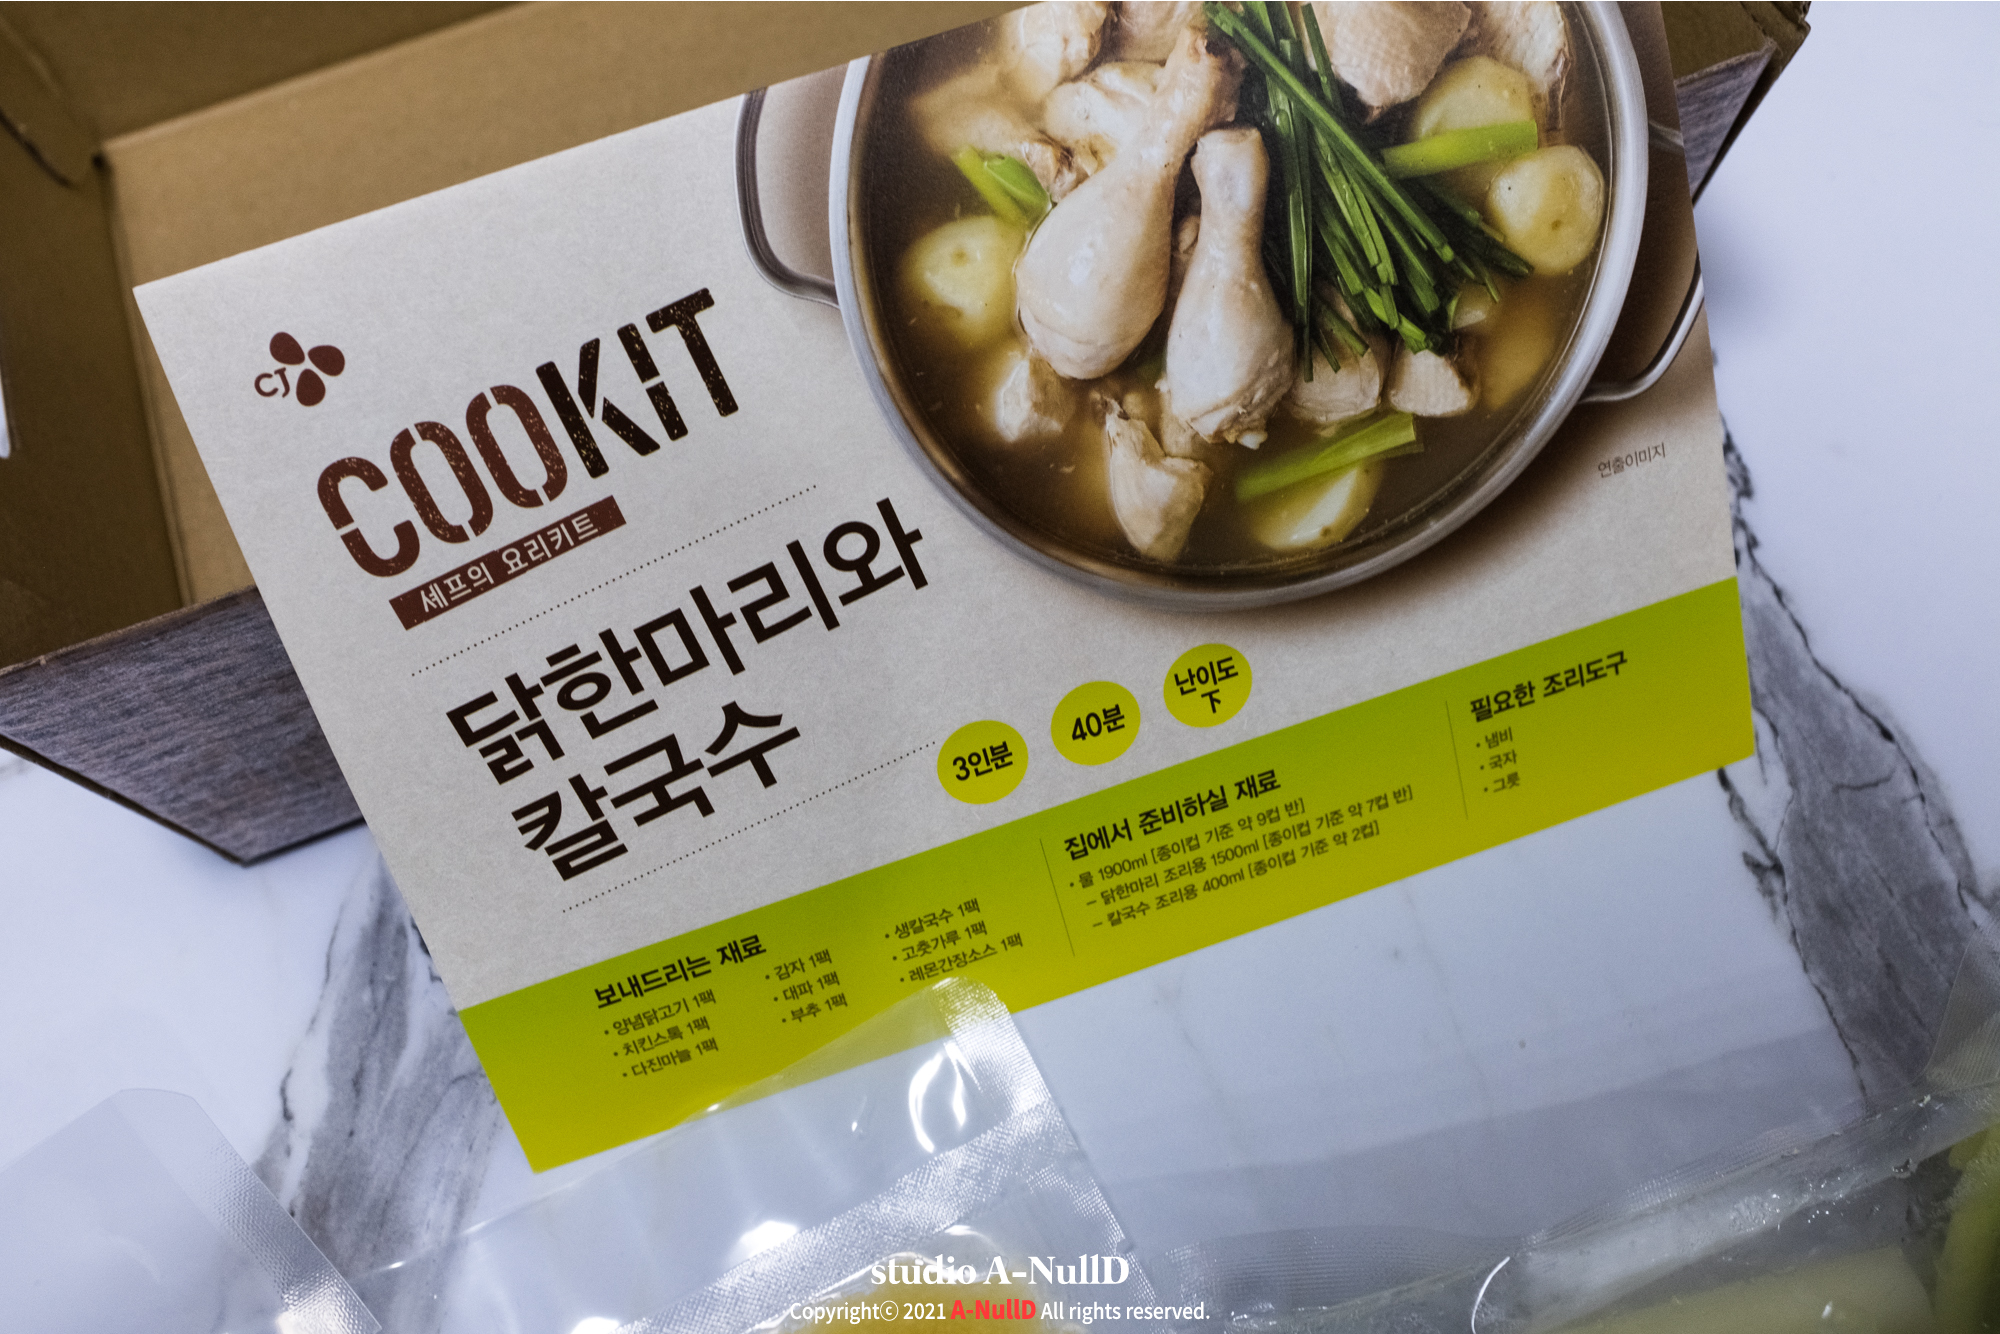 CJ
COOKIT
셰프의 요리키트
닭한마리와
칼국수
3인분
40분
난이도
下
연출이미지
보내드리는 재료
• 양념닭고기 1팩
• 치킨스톡 1팩
• 다진마늘 1팩
• 감자 1팩
• 대파 1팩
• 부추 1팩
• 생칼국수 1팩
• 고춧가루 1팩
• 레몬간장소스 1팩
집에서 준비하실 재료
• 물 1900ml [종이컵 기준 약 9컵 반]
– 닭한마리 조리용 1500ml [종이컵 기준 약 7컵 반]
– 칼국수 조리용 400ml [종이컵 기준 약 2컵]
필요한 조리도구
• 냄비
• 국자
• 그릇
studio A-NullD
Copyrightⓒ 2021 A-NullD All rights reserved.